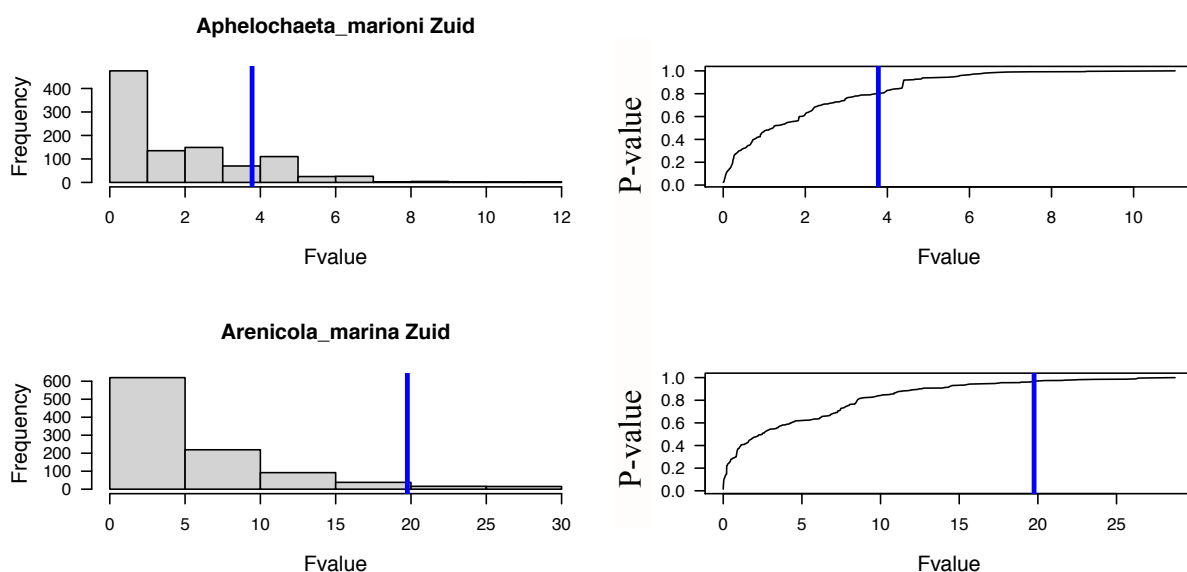 Aphelochaeta_marioni Zuid
Frequency
400
300
200
100
0
0 2 4 6 8 10 12
Fvalue
P-value
1.0
0.8
0.6
0.4
0.2
0.0
0 2 4 6 8 10
Fvalue
Arenicola_marina Zuid
Frequency
600
500
400
300
200
100
0
0 5 10 15 20 25 30
Fvalue
P-value
1.0
0.8
0.6
0.4
0.2
0.0
0 5 10 15 20 25
Fvalue